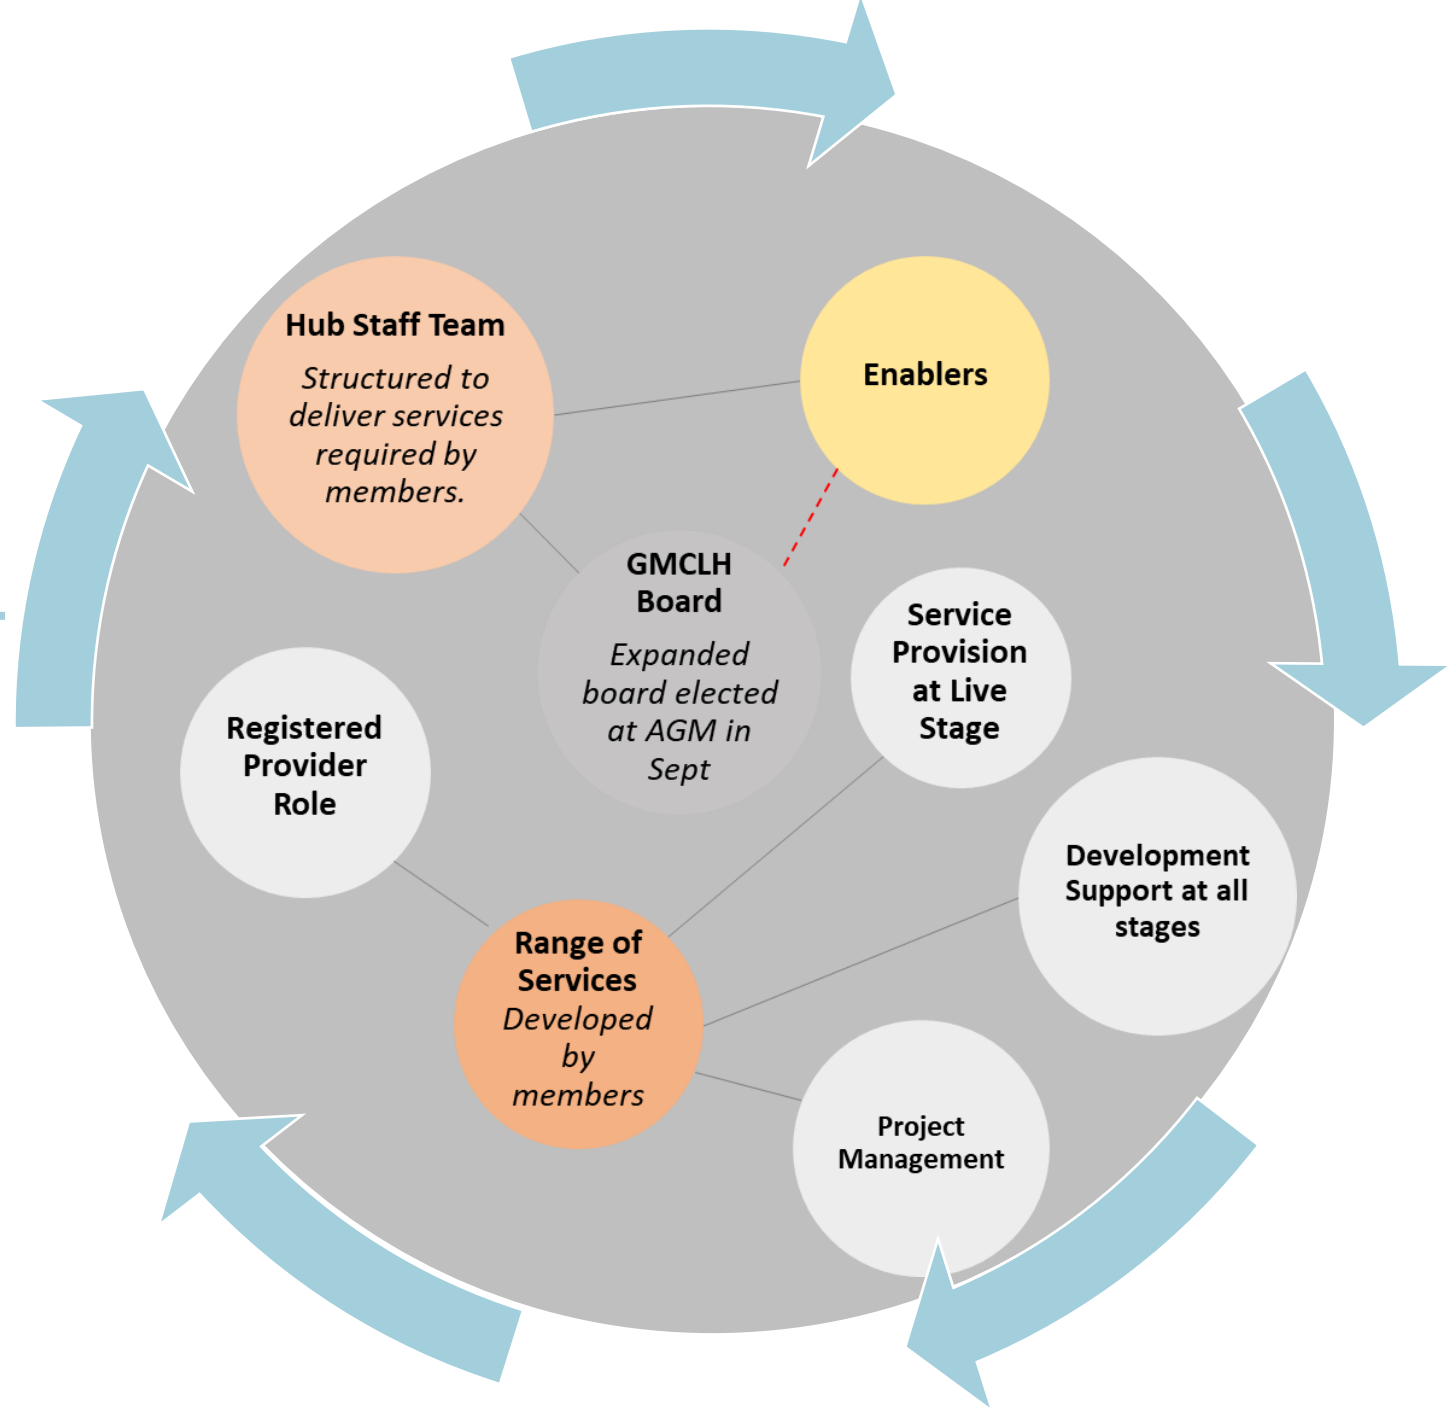 Hub Staff Team
Structured to
deliver services
required by
members.
Enablers
GMCLH
Board
Expanded
board elected
at AGM in
Sept
Service
Provision
at Live
Stage
Registered
Provider
Role
Development
Support at all
stages
Range of
Services
Developed
by
members
Project
Management